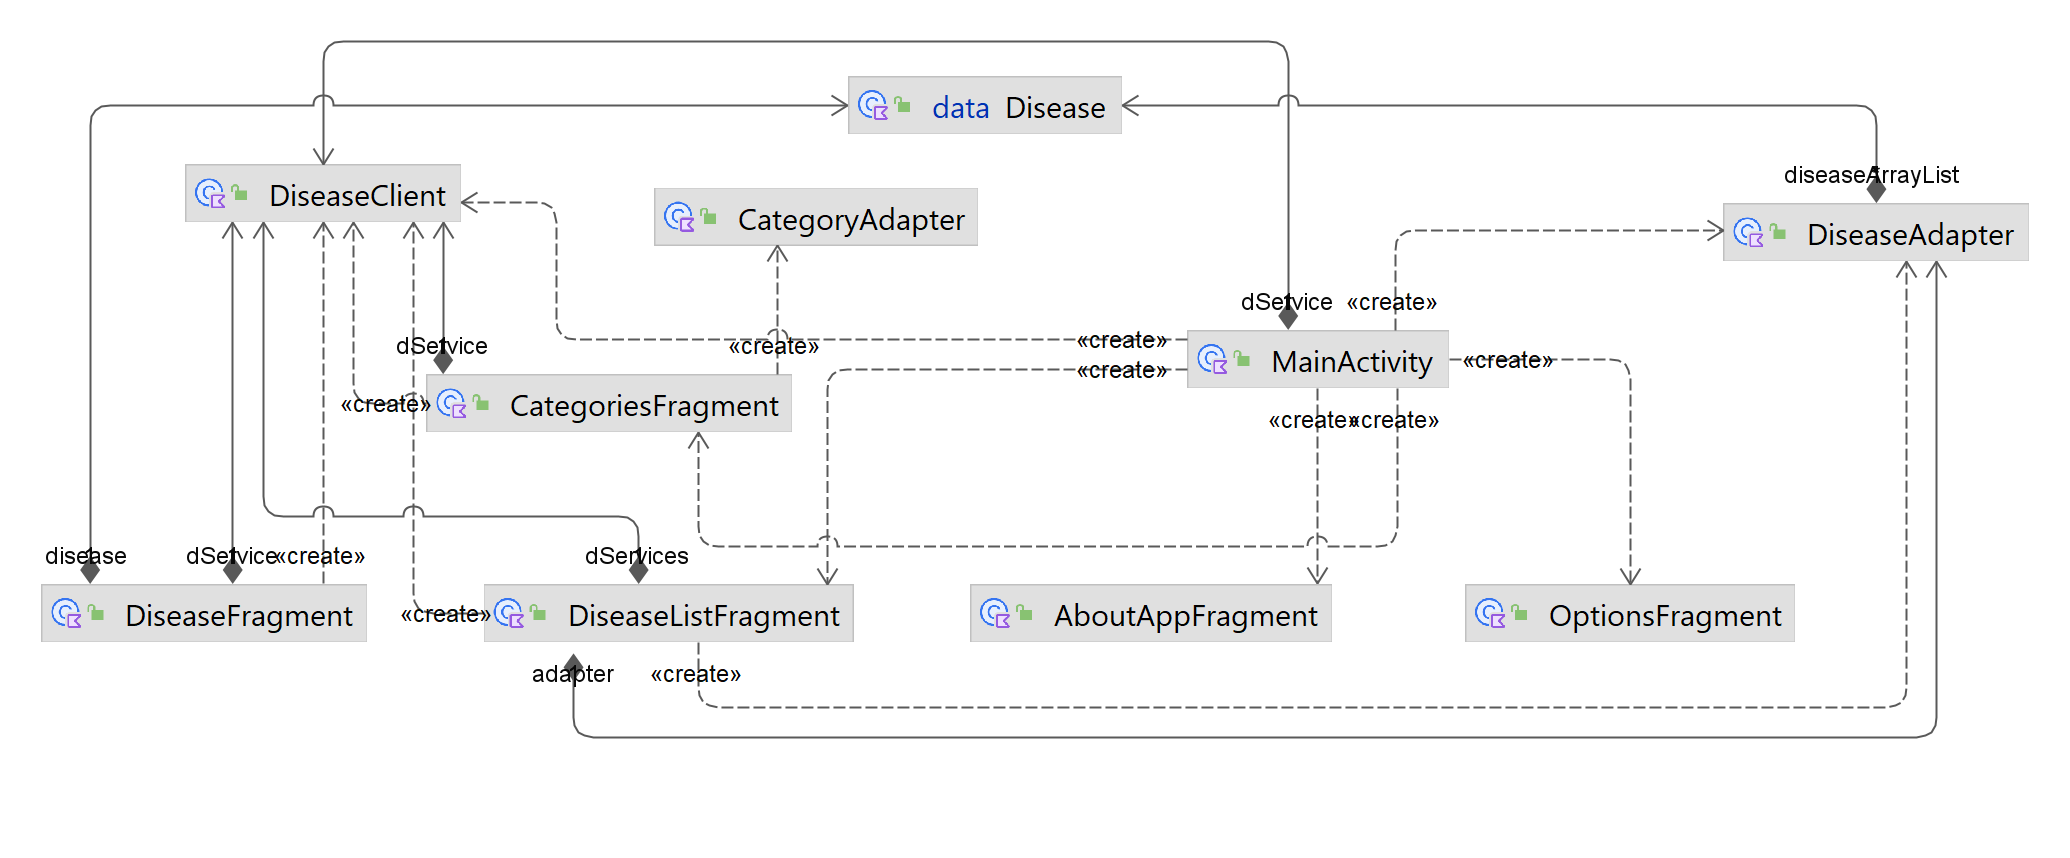 data Disease
diseaseArrayList
DiseaseClient
CategoryAdapter
DiseaseAdapter
dService
«create»
dService
«create»
«create»
MainActivity
«create»
«create»
«create»
CategoriesFragment
«create»
«create»
disease
dService
«create»
dServices
DiseaseFragment
«create»
DiseaseListFragment
AboutAppFragment
OptionsFragment
adapter
«create»